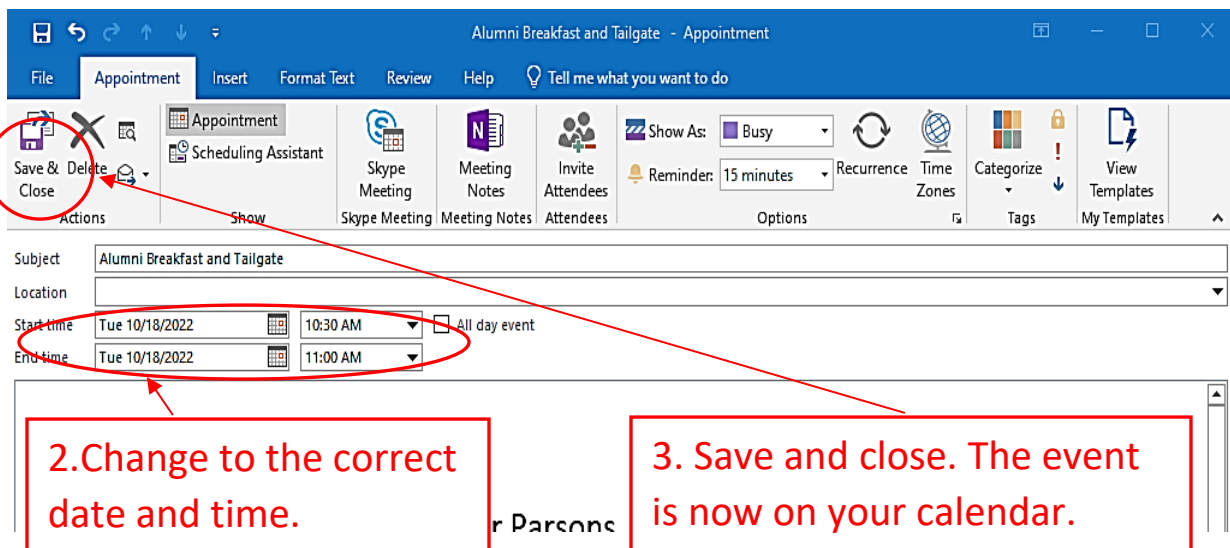 Alumni Breakfast and Tailgate - Appointment
File Appointment Insert Format Text Review Help Tell me what you want to do
Save & Close
Delete
Appointment
Scheduling Assistant
Skype Meeting
Meeting Notes
Invite Attendees
Show As: Busy
Reminder: 15 minutes
Recurrence
Time Zones
Categorize
View Templates
Actions Show Skype Meeting Meeting Notes Attendees Options Tags My Templates
Subject Alumni Breakfast and Tailgate
Location
Start time Tue 10/18/2022 10:30 AM All day event
End time Tue 10/18/2022 11:00 AM
2.Change to the correct
date and time.
r Parsons
3. Save and close. The event
is now on your calendar.